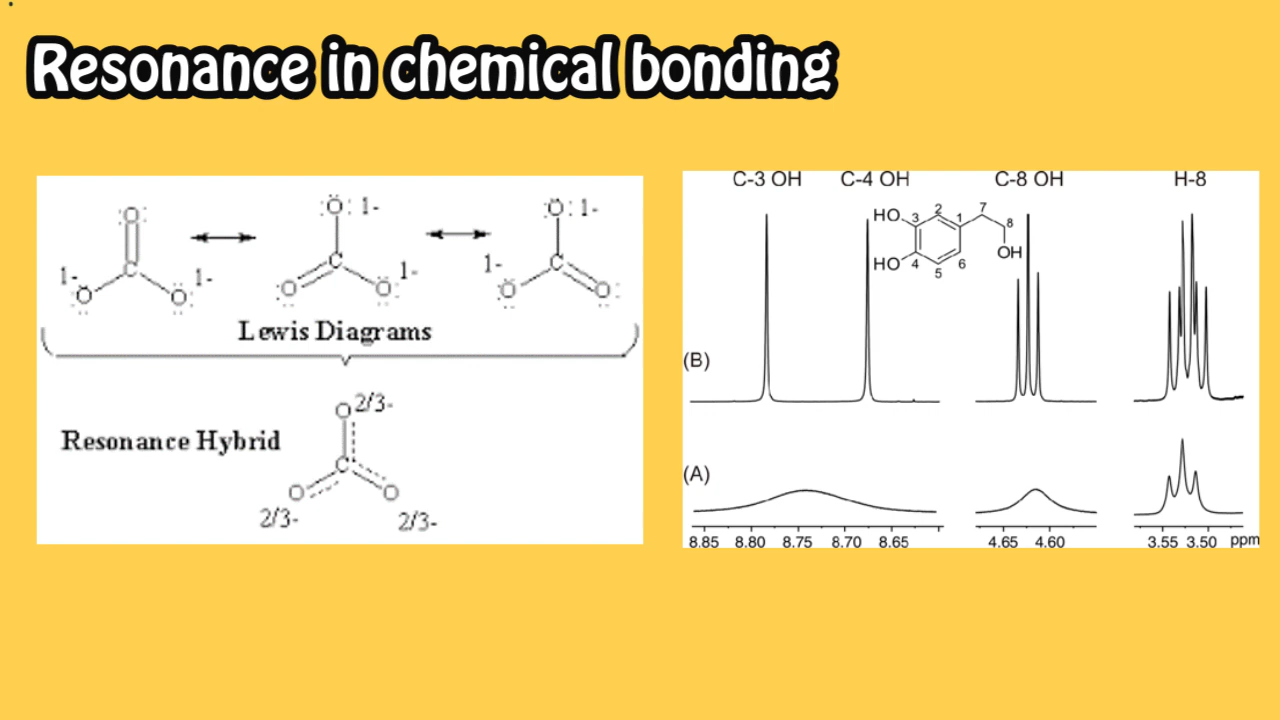 Resonance in chemical bonding
O
C
1- O
O 1-
O 1-
C
O
O 1-
O 1-
C
1- O
O
Lewis Diagrams
O 2/3-
Resonance Hybrid
C
O
O
2/3-
2/3-
C-3 OH C-4 OH C-8 OH H-8
HO 3 2 1 7 8
OH
HO 4 5 6
(B)
(A)
8.85 8.80 8.75 8.70 8.65 4.65 4.60 3.55 3.50 ppm